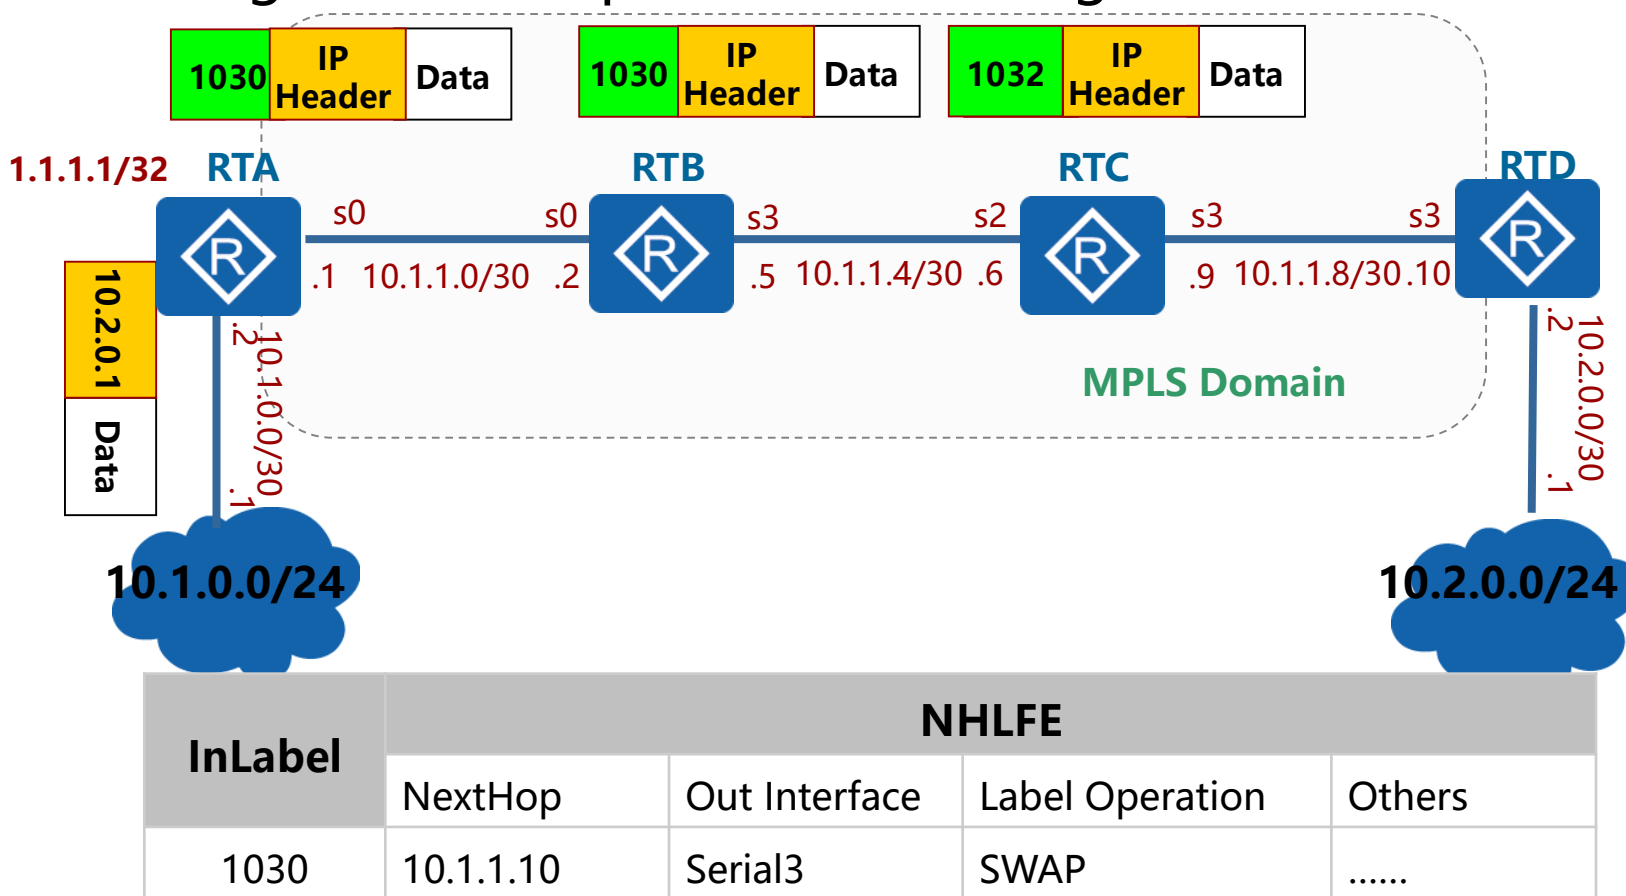 1030 IP Header Data
1030 IP Header Data
1032 IP Header Data
1.1.1.1/32 RTA RTB RTC RTD
s0 s0 s3 s2 s3 s3
.1 10.1.1.0/30 .2 .5 10.1.1.4/30 .6 .9 10.1.1.8/30 .10
10.2.0.1 Data
.2 10.1.0.0/30 .1
.2 10.2.0.0/30 .1
MPLS Domain
10.1.0.0/24 10.2.0.0/24
InLabel NHLFE
NextHop Out Interface Label Operation Others
1030 10.1.1.10 Serial3 SWAP ......